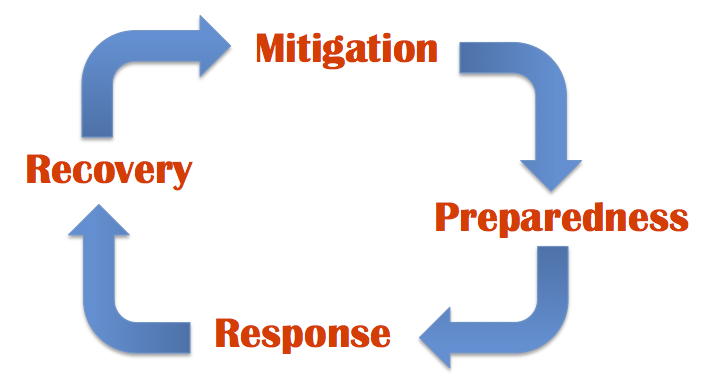 Mitigation
Recovery
Preparedness
Response